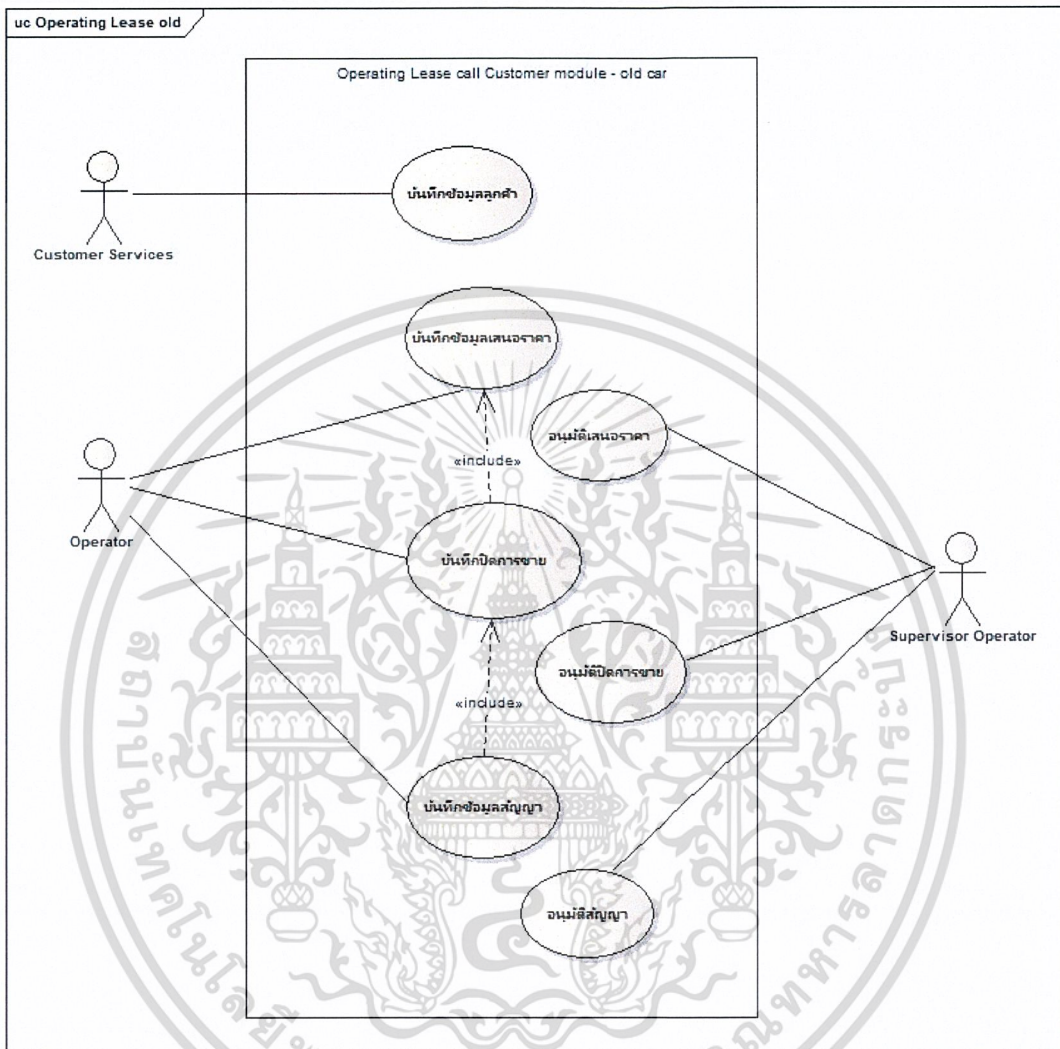 uc Operating Lease old
Operating Lease call Customer module - old car
บันทึกข้อมูลลูกค้า
Customer Services
บันทึกข้อมูลเสนอราคา
อนุมัติเสนอราคา
«include»
Operator
บันทึกปิดการขาย
Supervisor Operator
อนุมัติปิดการขาย
«include»
บันทึกข้อมูลสัญญา
อนุมัติสัญญา